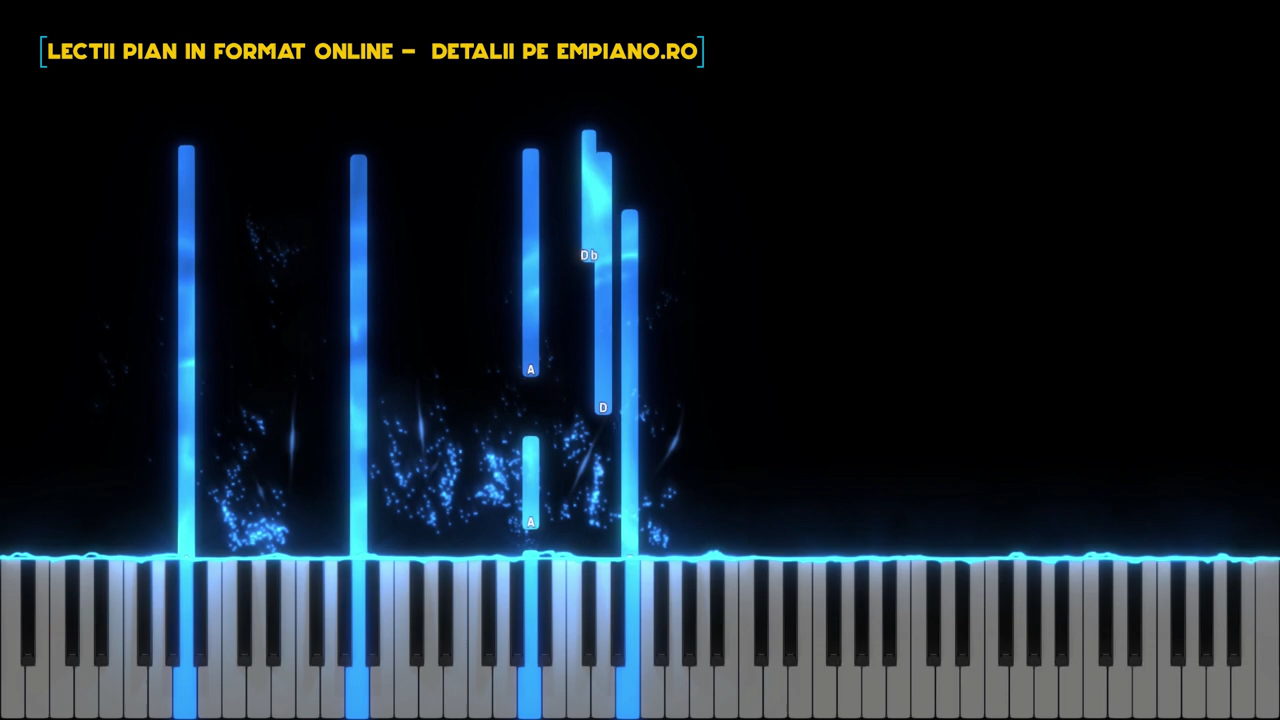 [LECTII PIAN IN FORMAT ONLINE - DETALII PE EMPIANO.RO]
Db
A
D
A